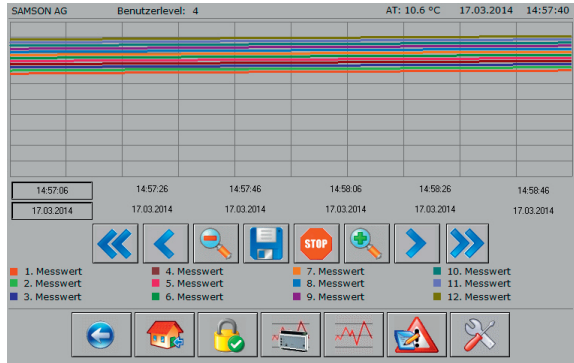 SAMSON AG Benutzerlevel: 4 AT: 10.6 °C 17.03.2014 14:57:40
14:57:06 14:57:26 14:57:46 14:58:06 14:58:26 14:58:46
17.03.2014 17.03.2014 17.03.2014 17.03.2014 17.03.2014 17.03.2014
STOP
1. Messwert 4. Messwert 7. Messwert 10. Messwert
2. Messwert 5. Messwert 8. Messwert 11. Messwert
3. Messwert 6. Messwert 9. Messwert 12. Messwert